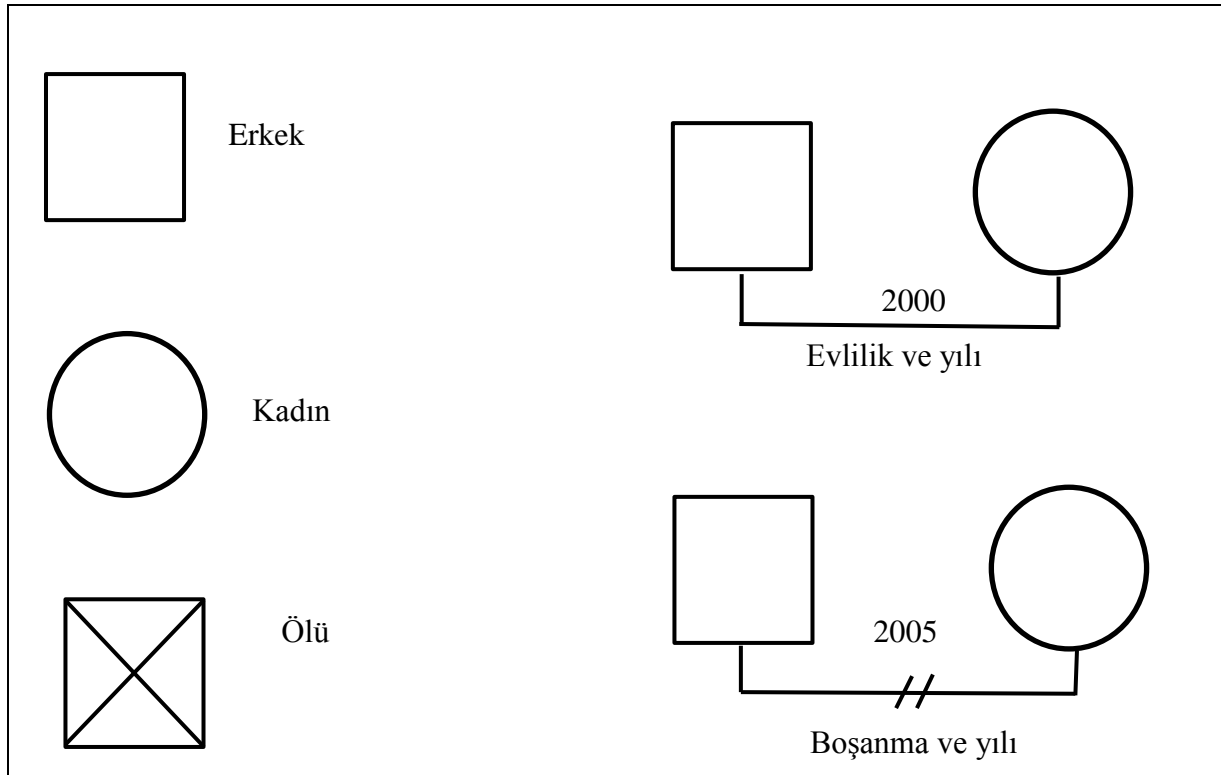 Erkek
Kadın
Ölü
2000
Evlilik ve yılı
2005
Boşanma ve yılı